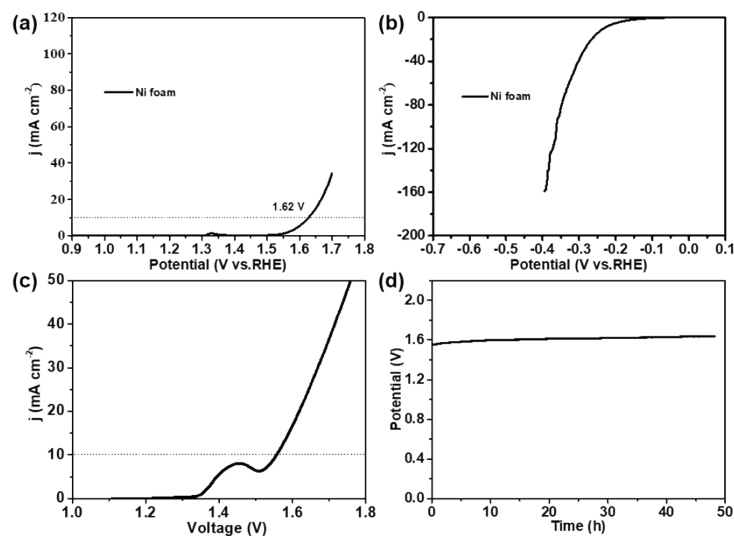 (a)
120
100
80
60
40
20
0
j (mA cm-2)
Ni foam
1.62 V
0.9 1.0 1.1 1.2 1.3 1.4 1.5 1.6 1.7 1.8
Potential (V vs.RHE)
(b)
0
-40
-80
-120
-160
-200
j (mA cm-2)
Ni foam
-0.7 -0.6 -0.5 -0.4 -0.3 -0.2 -0.1 0.0 0.1
Potential (V vs.RHE)
(c)
50
40
30
20
10
0
j (mA cm-2)
1.0 1.2 1.4 1.6 1.8
Voltage (V)
(d)
2.0
1.6
1.2
0.8
0.4
0.0
Potential (V)
0 10 20 30 40 50
Time (h)